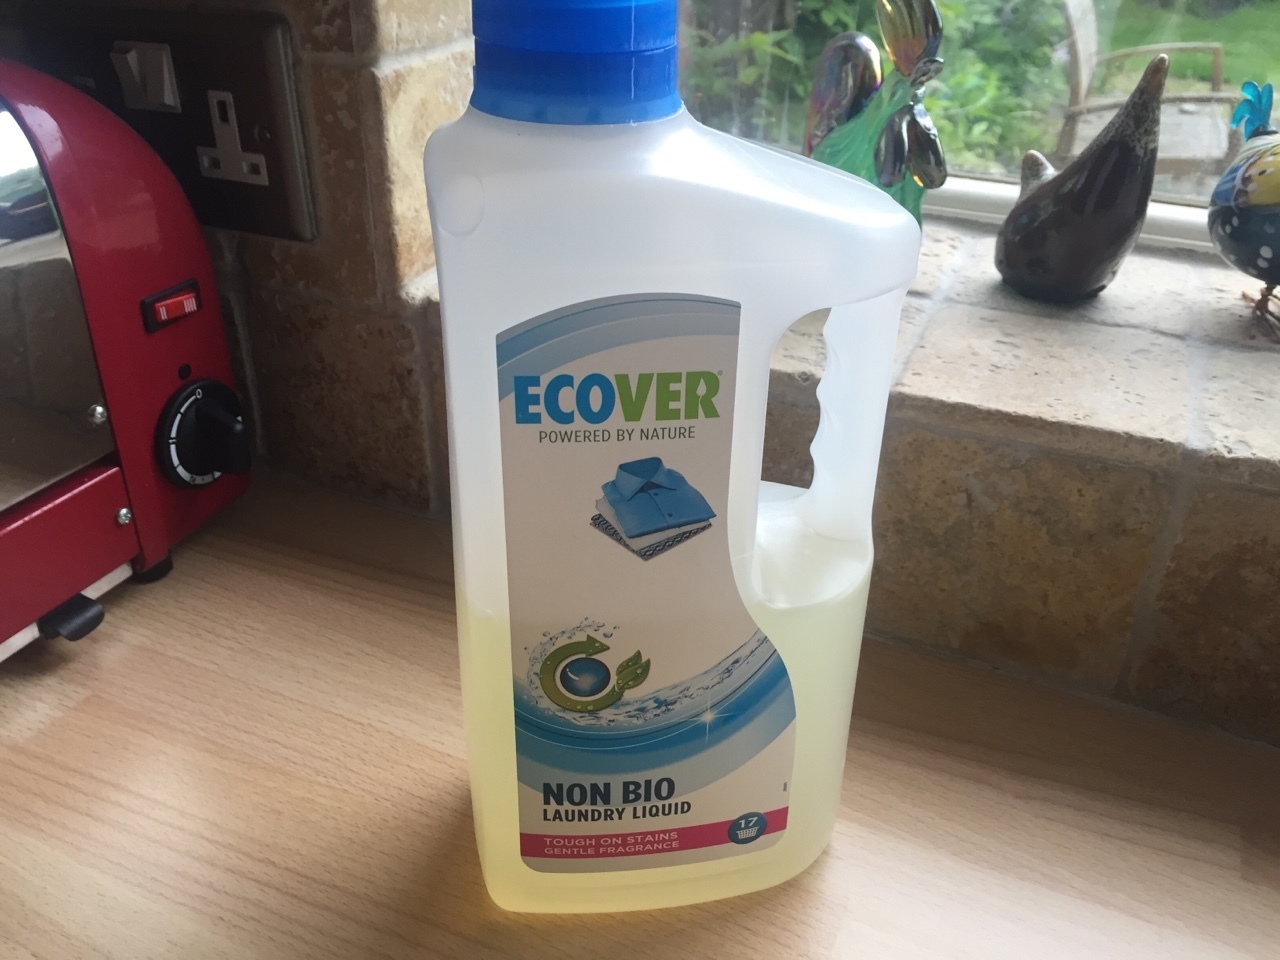 ECOVER
POWERED BY NATURE
NON BIO
LAUNDRY LIQUID
TOUGH ON STAINS
GENTLE FRAGRANCE
17